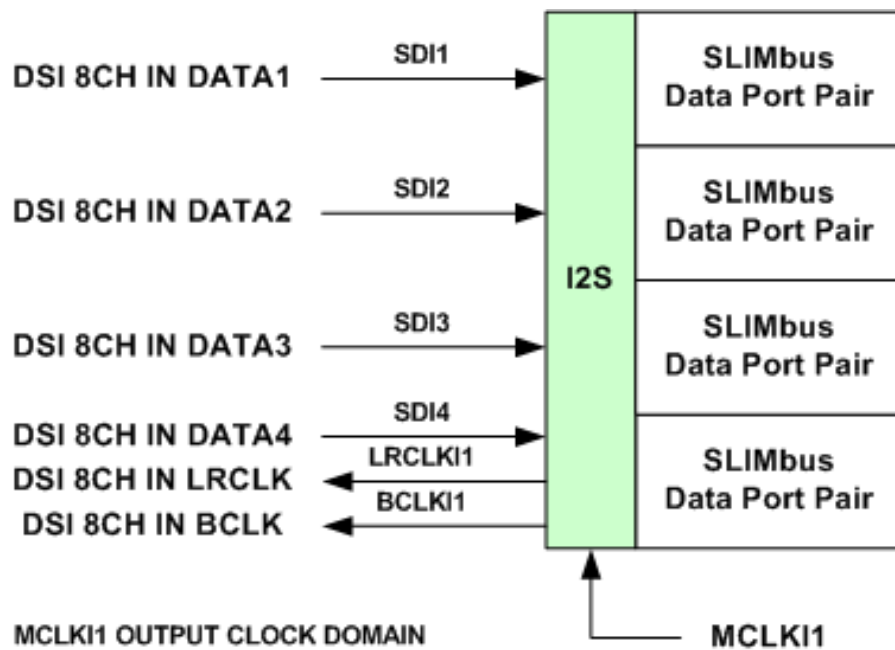 DSI 8CH IN DATA1
SDI1
SLIMbus
Data Port Pair
DSI 8CH IN DATA2
SDI2
SLIMbus
Data Port Pair
I2S
DSI 8CH IN DATA3
SDI3
SLIMbus
Data Port Pair
DSI 8CH IN DATA4
SDI4
DSI 8CH IN LRCLK
LRCLKI1
DSI 8CH IN BCLK
BCLKI1
SLIMbus
Data Port Pair
MCLKI1 OUTPUT CLOCK DOMAIN
MCLKI1